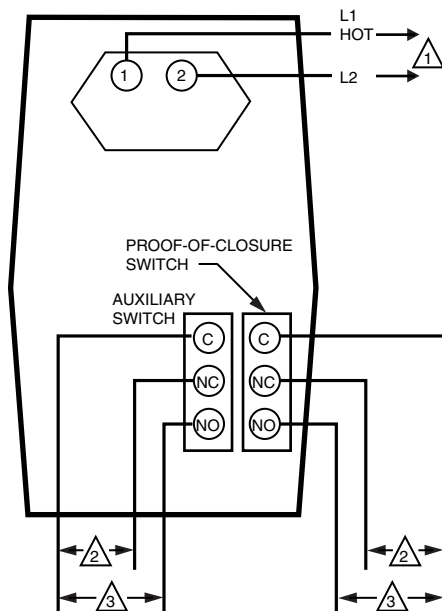 L1
HOT
1
1
2
L2
PROOF-OF-CLOSURE
SWITCH
AUXILIARY
SWITCH
C
C
NC
NC
NO
NO
2
2
3
3